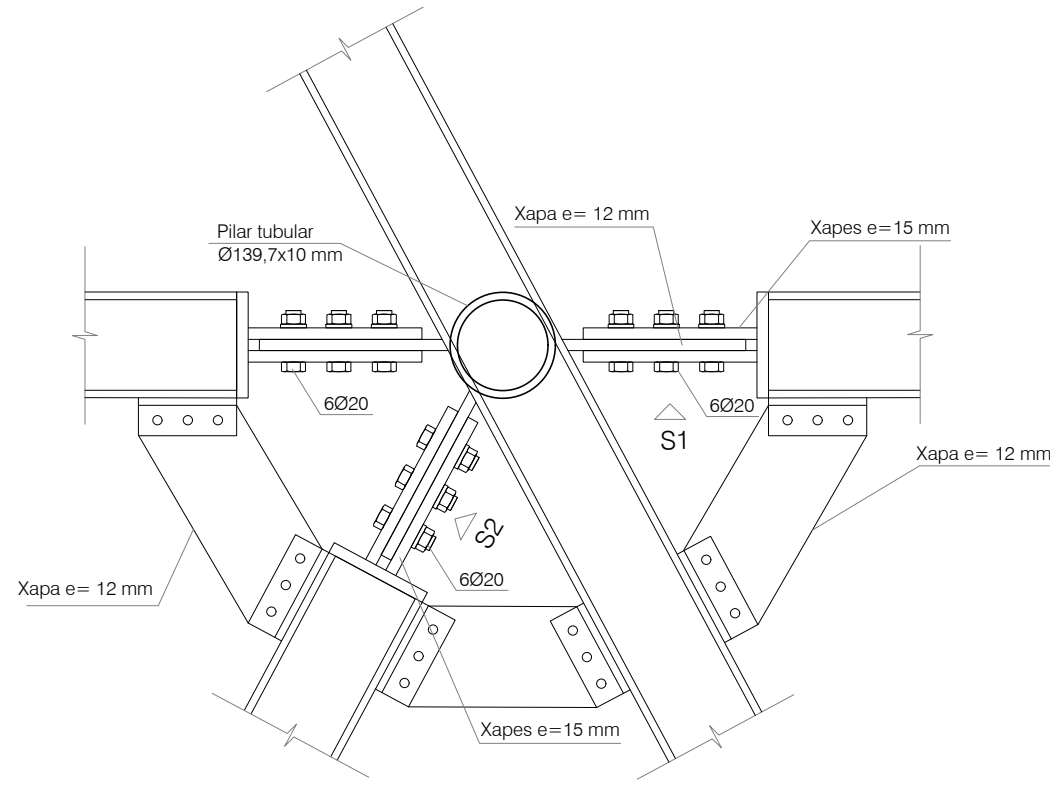 Xapa e= 12 mm
Pilar tubular
Ø139,7x10 mm
Xapes e=15 mm
6Ø20
6Ø20
S1
Xapa e= 12 mm
S2
6Ø20
Xapa e= 12 mm
Xapes e=15 mm